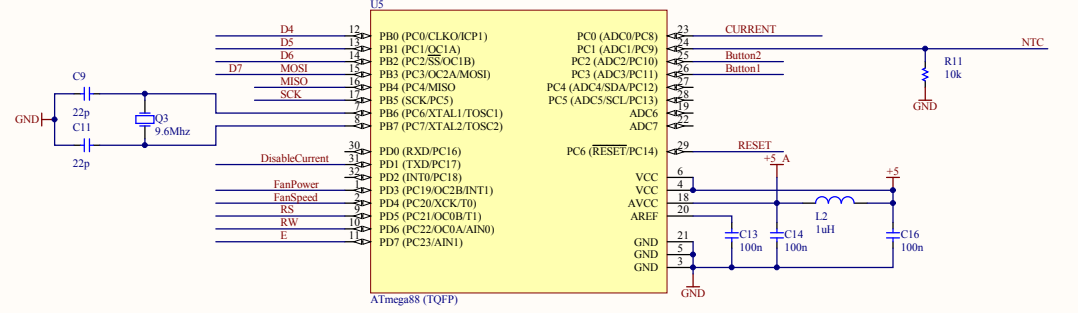 U5
D4 12 PB0 (PC0/CLKO/ICP1) PC0 (ADC0/PC8) 23 CURRENT
D5 13 PB1 (PC1/OC1A) PC1 (ADC1/PC9) 24 NTC
D6 14 PB2 (PC2/SS/OC1B) PC2 (ADC2/PC10) 25 Button2
D7 MOSI 15 PB3 (PC3/OC2A/MOSI) PC3 (ADC3/PC11) 26 Button1
MISO 16 PB4 (PC4/MISO PC4 (ADC4/SDA/PC12) 27
SCK 17 PB5 (SCK/PC5) PC5 (ADC5/SCL/PC13) 28
7 PB6 (PC6/XTAL1/TOSC1) ADC6 19
8 PB7 (PC7/XTAL2/TOSC2) ADC7 22
R11
10k
GND
C9
22p
GND
C11
22p
Q3
9.6Mhz
30 PD0 (RXD/PC16) PC6 (RESET/PC14) 29 RESET
DisableCurrent 31 PD1 (TXD/PC17)
32 PD2 (INT0/PC18)
FanPower 1 PD3 (PC19/OC2B/INT1)
FanSpeed 2 PD4 (PC20/XCK/T0)
RS 9 PD5 (PC21/OC0B/T1)
RW 10 PD6 (PC22/OC0A/AIN0)
E 11 PD7 (PC23/AIN1)
+5_A
+5
VCC 6
VCC 4
AVCC 18
AREF 20
L2
1uH
C13
100n
C14
100n
C16
100n
GND 21
GND 5
GND 3
GND
ATmega88 (TQFP)